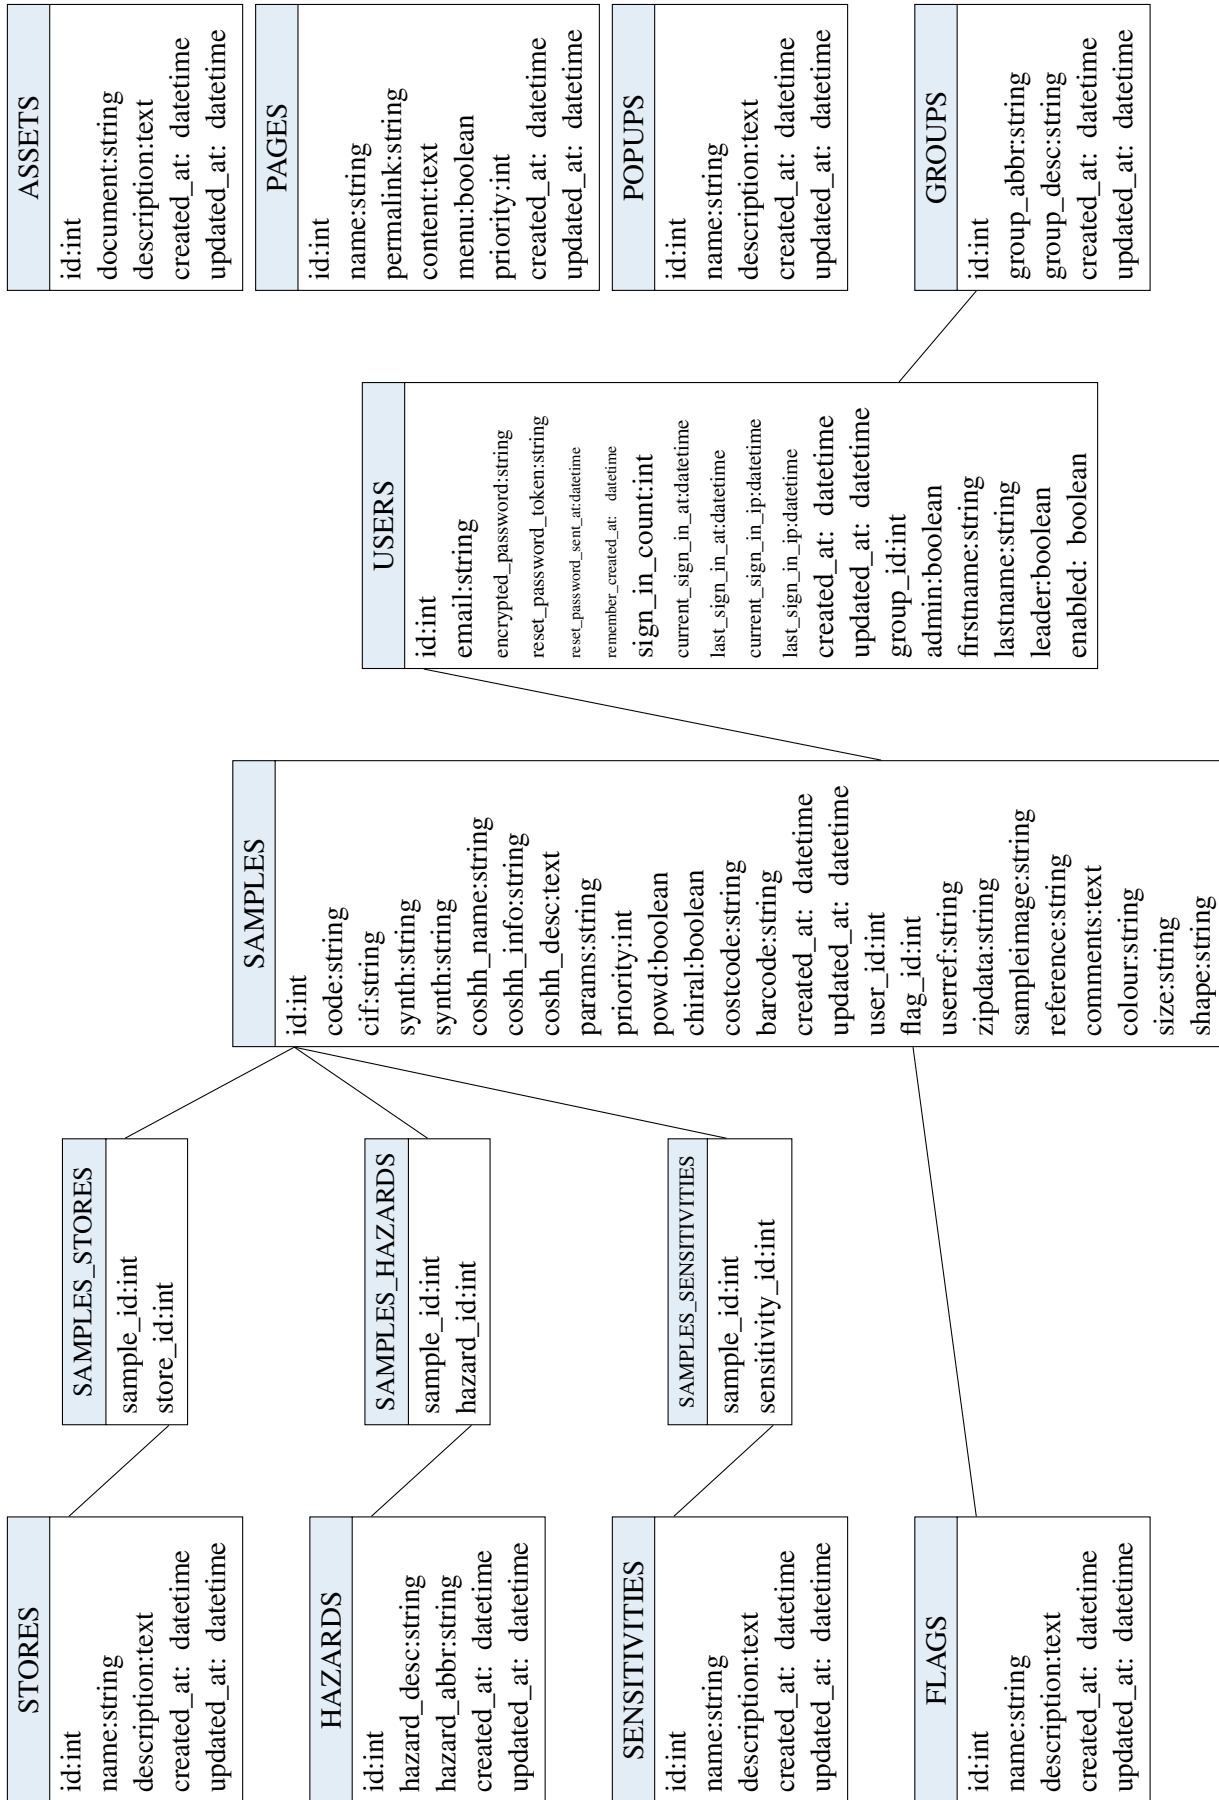 STORES
id:int
name:string
description:text
created_at: datetime
updated_at: datetime
HAZARDS
id:int
hazard_desc:string
hazard_abbr:string
created_at: datetime
updated_at: datetime
SENSITIVITIES
id:int
name:string
description:text
created_at: datetime
updated_at: datetime
FLAGS
id:int
name:string
description:text
created_at: datetime
updated_at: datetime
SAMPLES_STORES
sample_id:int
store_id:int
SAMPLES_HAZARDS
sample_id:int
hazard_id:int
SAMPLES_SENSITIVITIES
sample_id:int
sensitivity_id:int
SAMPLES
id:int
code:string
cif:string
synth:string
synth:string
coshh_name:string
coshh_info:string
coshh_desc:text
params:string
priority:int
powd:boolean
chiral:boolean
costcode:string
barcode:string
created_at: datetime
updated_at: datetime
user_id:int
flag_id:int
userref:string
zipdata:string
sampleimage:string
reference:string
comments:text
colour:string
size:string
shape:string
USERS
id:int
email:string
encrypted_password:string
reset_password_token:string
reset_password_sent_at:datetime
remember_created_at: datetime
sign_in_count:int
current_sign_in_at:datetime
last_sign_in_at:datetime
current_sign_in_ip:datetime
last_sign_in_ip:datetime
created_at: datetime
updated_at: datetime
group_id:int
admin:boolean
firstname:string
lastname:string
leader:boolean
enabled: boolean
ASSETS
id:int
document:string
description:text
created_at: datetime
updated_at: datetime
PAGES
id:int
name:string
permalink:string
content:text
menu:boolean
priority:int
created_at: datetime
updated_at: datetime
POPUPS
id:int
name:string
description:text
created_at: datetime
updated_at: datetime
GROUPS
id:int
group_abbr:string
group_desc:string
created_at: datetime
updated_at: datetime